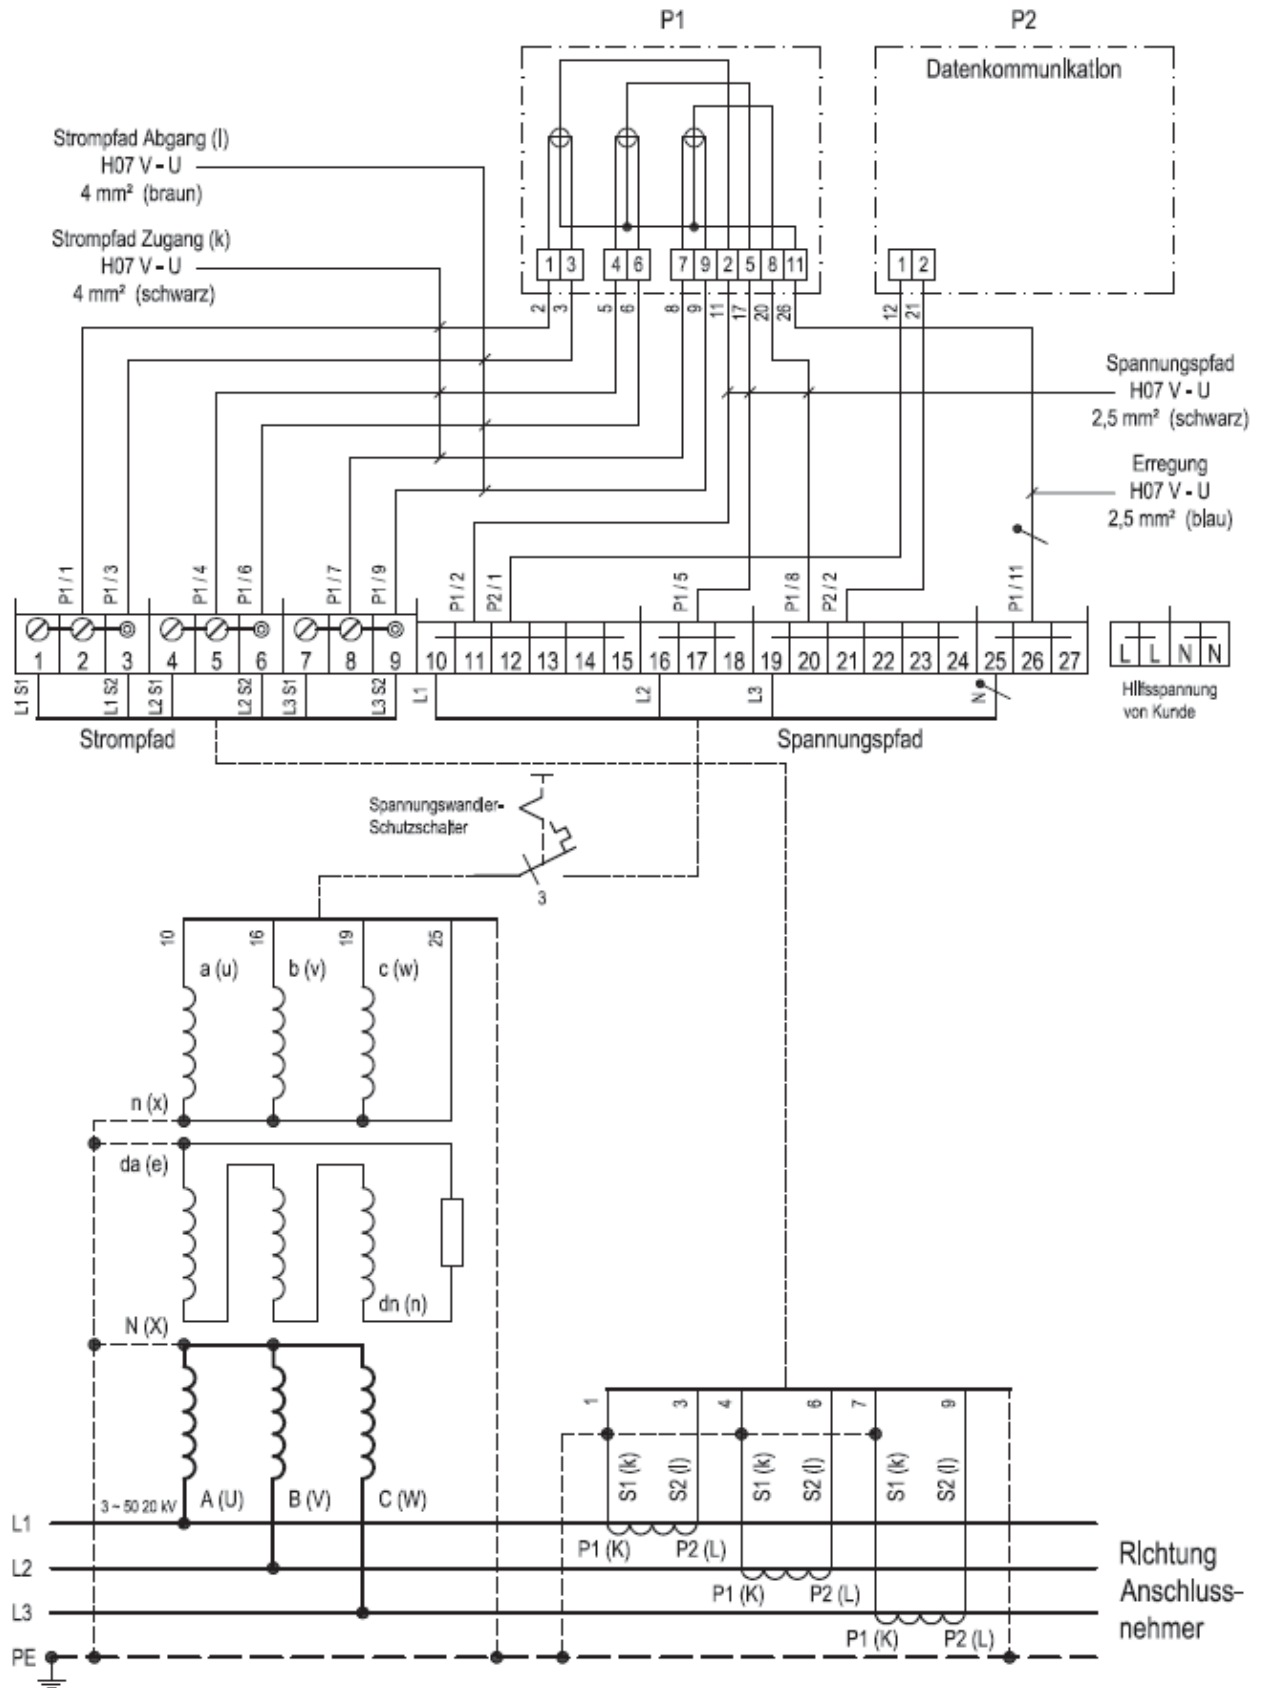 P1
P2
Datenkommunikation
Strompfad Abgang (l)
H07 V - U
4 mm² (braun)
Strompfad Zugang (k)
H07 V - U
4 mm² (schwarz)
1 3 4 6 7 9 2 5 8 11
1 2
2 3 5 6 8 9 11 17 20 26
12 21
Spannungspfad
H07 V - U
2,5 mm² (schwarz)
Erregung
H07 V - U
2,5 mm² (blau)
P1 / 1 P1 / 3 P1 / 4 P1 / 6 P1 / 7 P1 / 9 P1 / 2 P2 / 1 P1 / 5 P1 / 8 P2 / 2 P1 / 11
1 2 3 4 5 6 7 8 9 10 11 12 13 14 15 16 17 18 19 20 21 22 23 24 25 26 27
L L N N
L1 S1 L1 S2 L2 S1 L2 S2 L3 S1 L3 S2 L1 L2 L3 N
Hilfsspannung
von Kunde
Strompfad
Spannungspfad
Spannungswandler-
Schutzschalter
3
10 16 19 25
a (u) b (v) c (w)
n (x)
da (e)
dn (n)
N (X)
1 3 4 6 7 9
S1 (k) S2 (l) S1 (k) S2 (l) S1 (k) S2 (l)
3 ~ 50 20 kV
A (U) B (V) C (W)
L1
P1 (K) P2 (L)
L2
P1 (K) P2 (L)
L3
P1 (K) P2 (L)
PE
Richtung
Anschluss-
nehmer